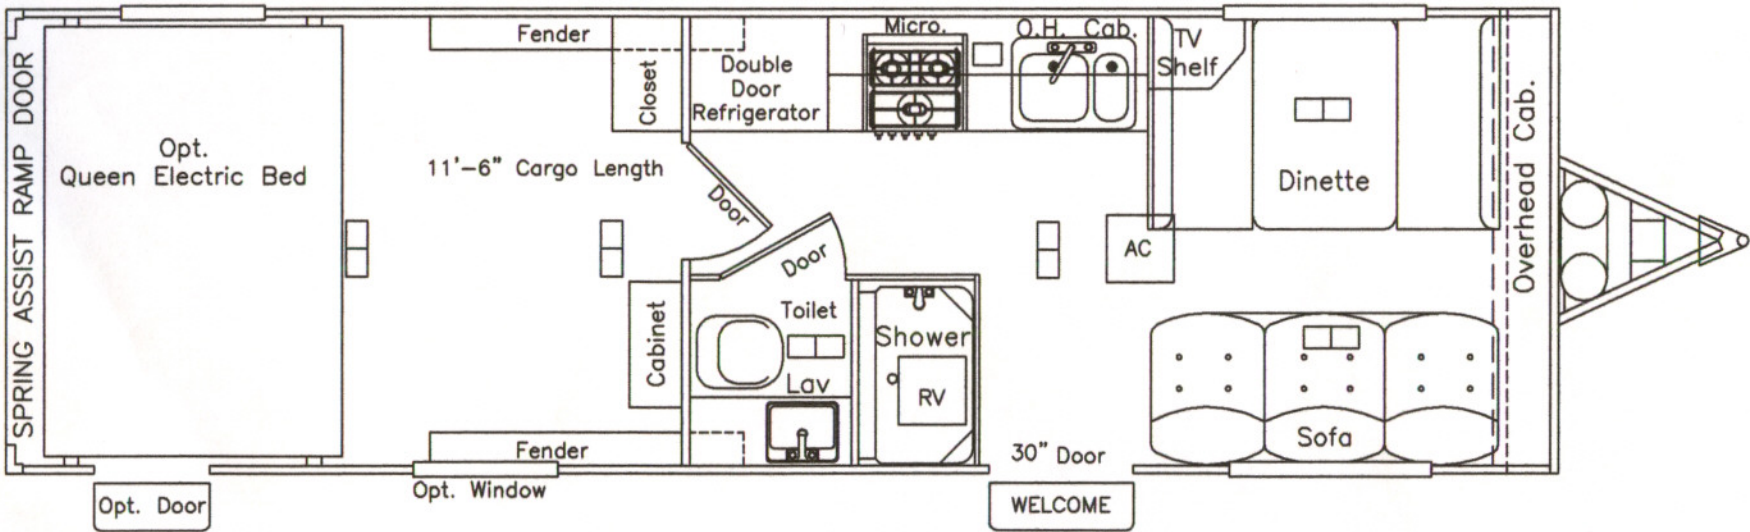 SPRING ASSIST RAMP DOOR
Opt.
Queen Electric Bed
Fender
Closet
Double
Door
Refrigerator
Micro.
O.H. Cab.
TV
Shelf
11'-6" Cargo Length
Door
Door
Dinette
Overhead Cab.
AC
Cabinet
Toilet
Lav
Shower
RV
Fender
30" Door
Sofa
Opt. Door
Opt. Window
WELCOME